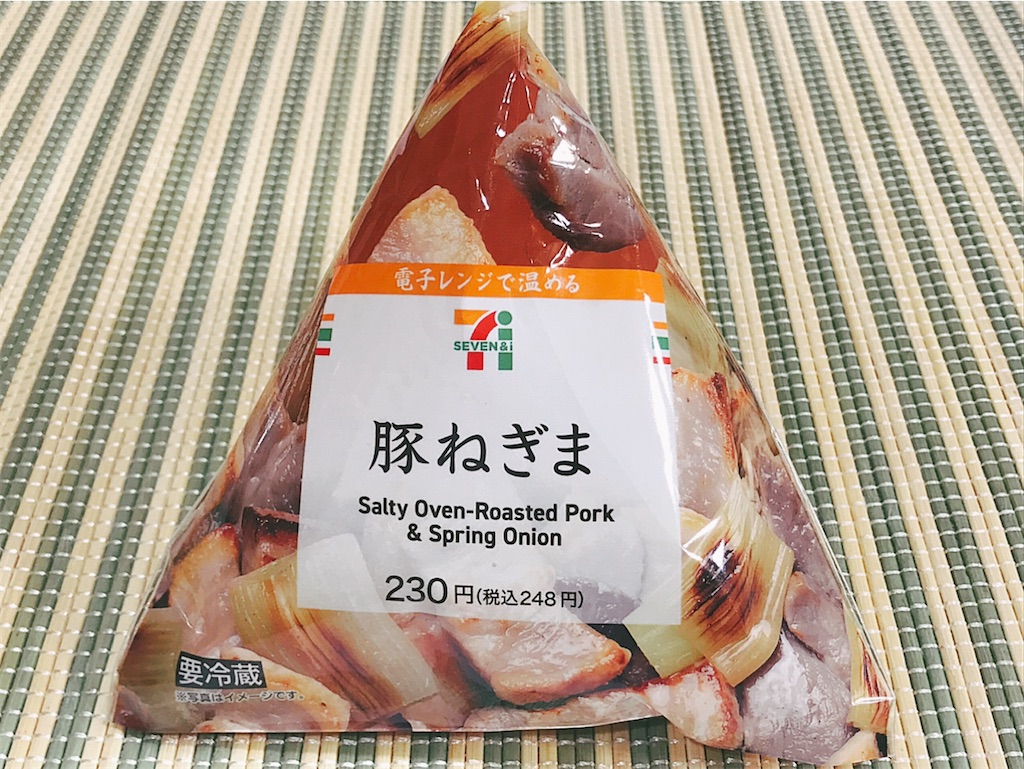 電子レンジで温める
SEVEN&i
豚ねぎま
Salty Oven-Roasted Pork
& Spring Onion
230円(税込248円)
要冷蔵
※写真はイメージです。